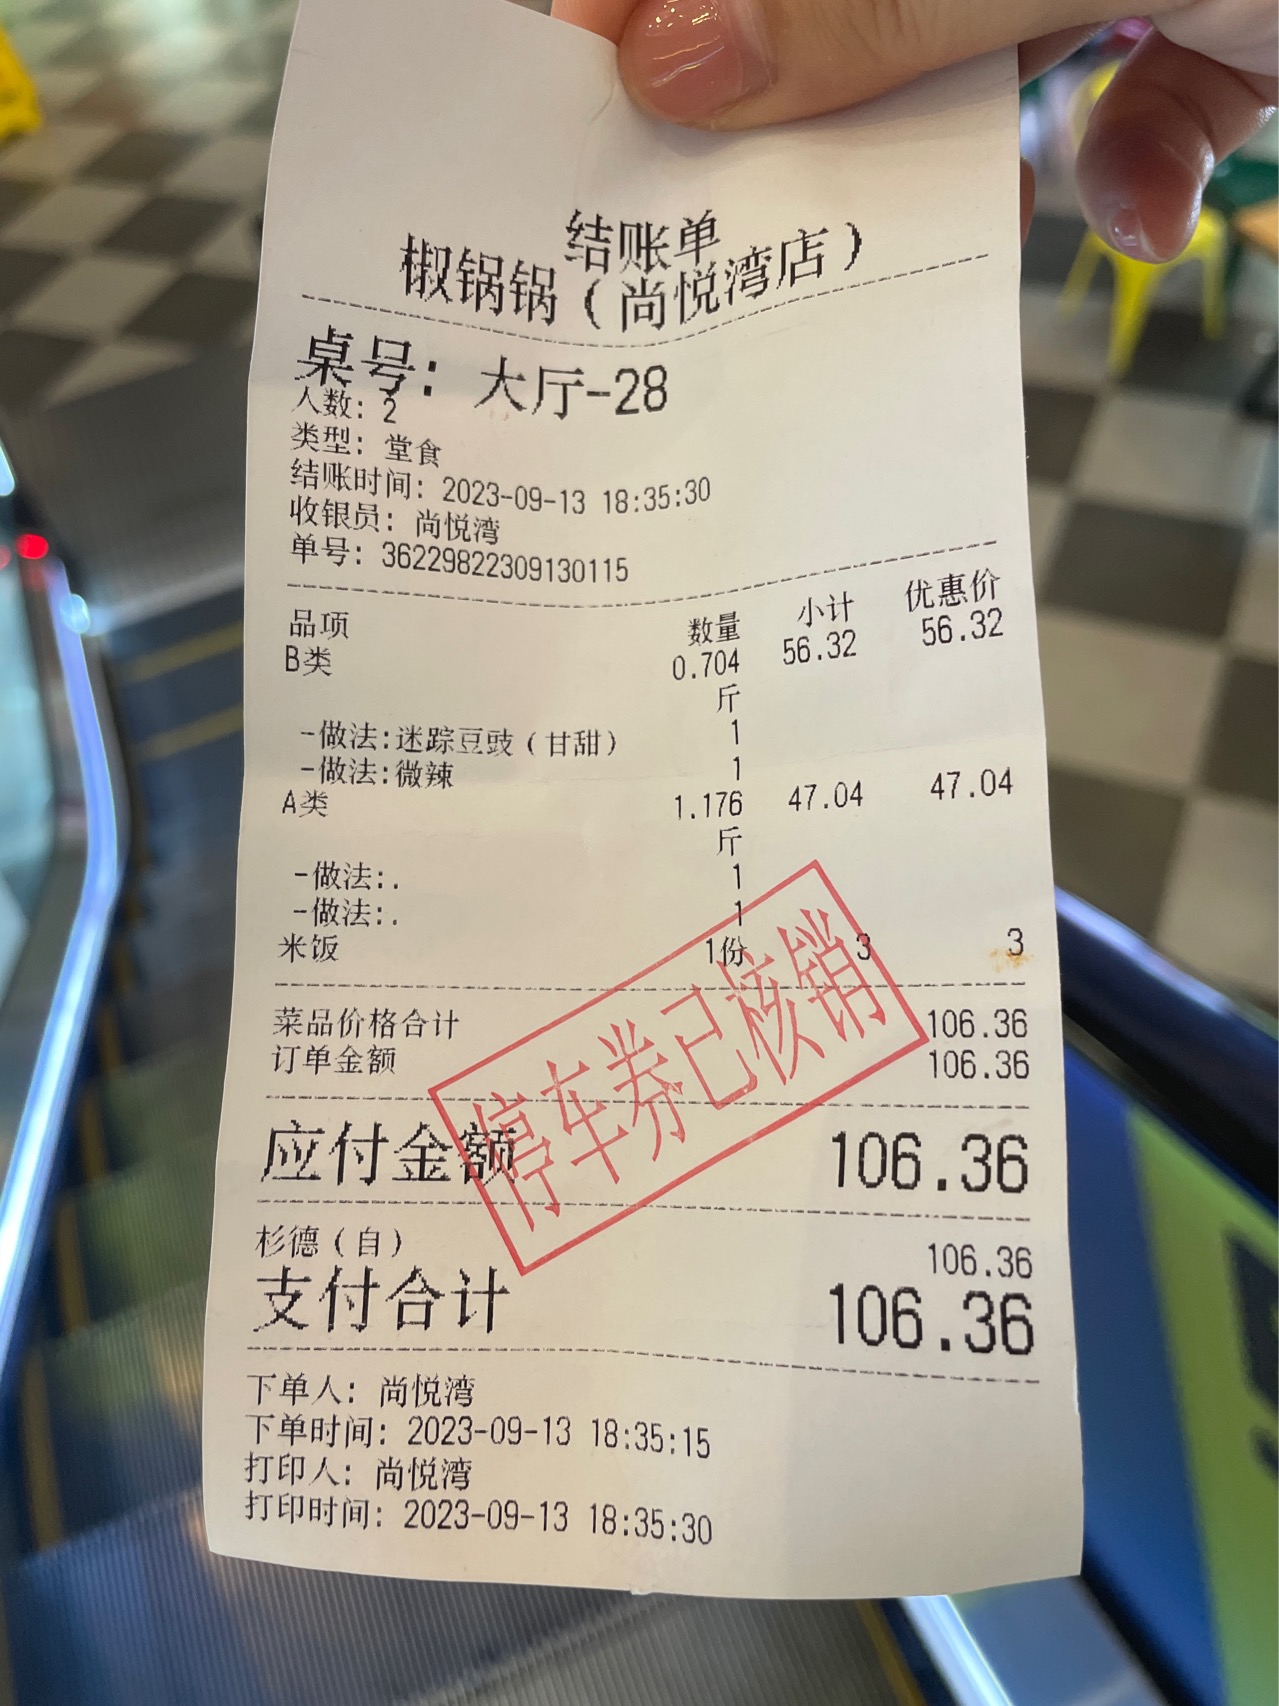 结账单
椒锅锅（尚悦湾店）
桌号：大厅-28
人数：2
类型：堂食
结账时间：2023-09-13 18:35:30
收银员：尚悦湾
单号：36229822309130115
品项 数量 小计 优惠价
B类 0.704 56.32 56.32
斤
-做法:迷踪豆豉（甘甜） 1
-做法:微辣 1
A类 1.176 47.04 47.04
斤
-做法:. 1
-做法:. 1
米饭 1份 3 3
菜品价格合计 106.36
订单金额 106.36
停车券已核销
应付金额 106.36
杉德（自） 106.36
支付合计 106.36
下单人：尚悦湾
下单时间：2023-09-13 18:35:15
打印人：尚悦湾
打印时间：2023-09-13 18:35:30